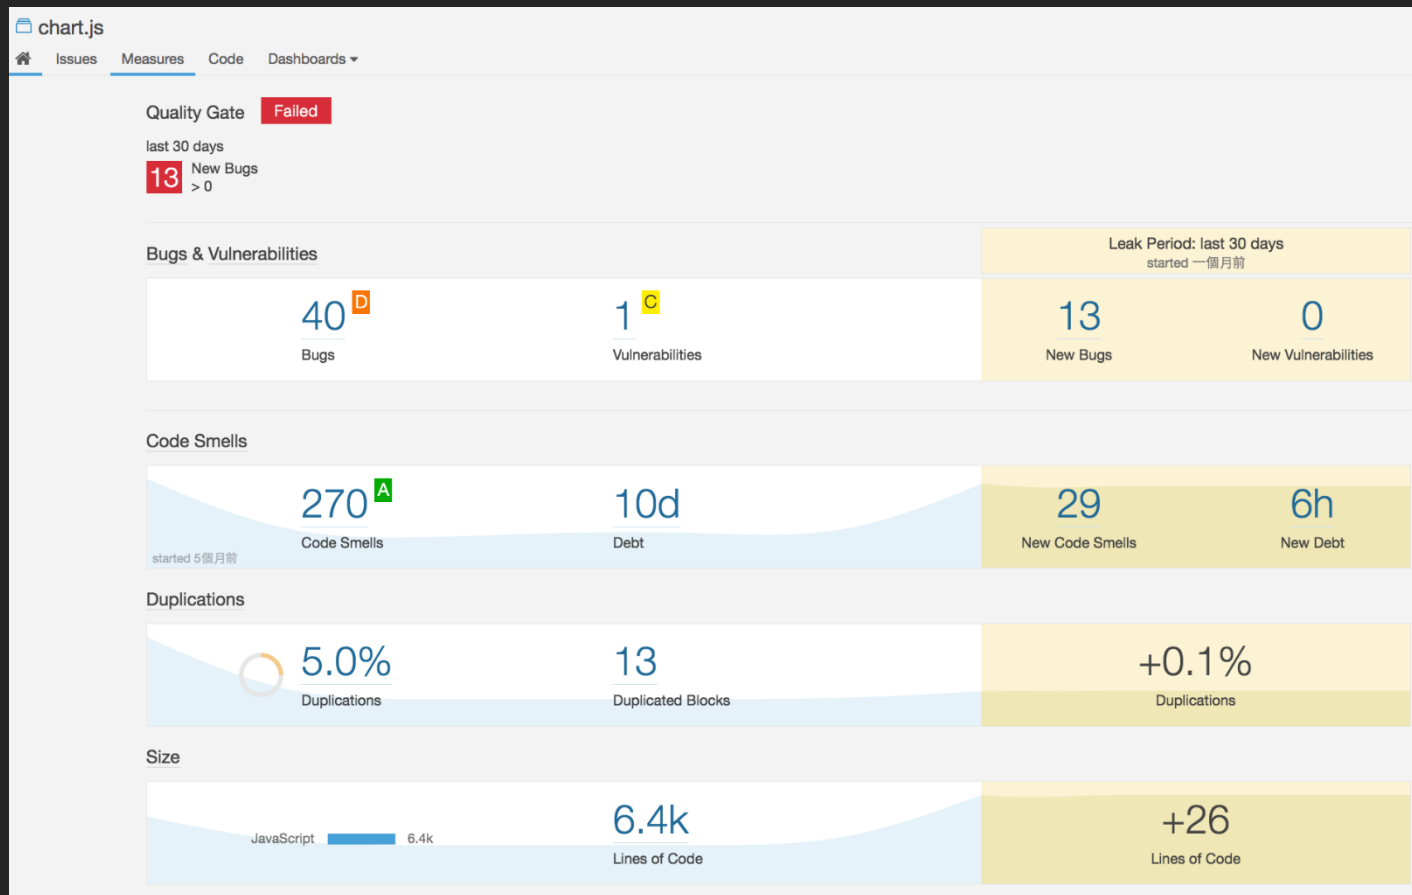 chart.js
Issues Measures Code Dashboards
Quality Gate Failed
last 30 days
13 New Bugs
> 0
Bugs & Vulnerabilities
Leak Period: last 30 days
started 一個月前
40 D
Bugs
1 C
Vulnerabilities
13
New Bugs
0
New Vulnerabilities
Code Smells
270 A
Code Smells
10d
Debt
29
New Code Smells
6h
New Debt
started 5個月前
Duplications
5.0%
Duplications
13
Duplicated Blocks
+0.1%
Duplications
Size
JavaScript 6.4k
6.4k
Lines of Code
+26
Lines of Code